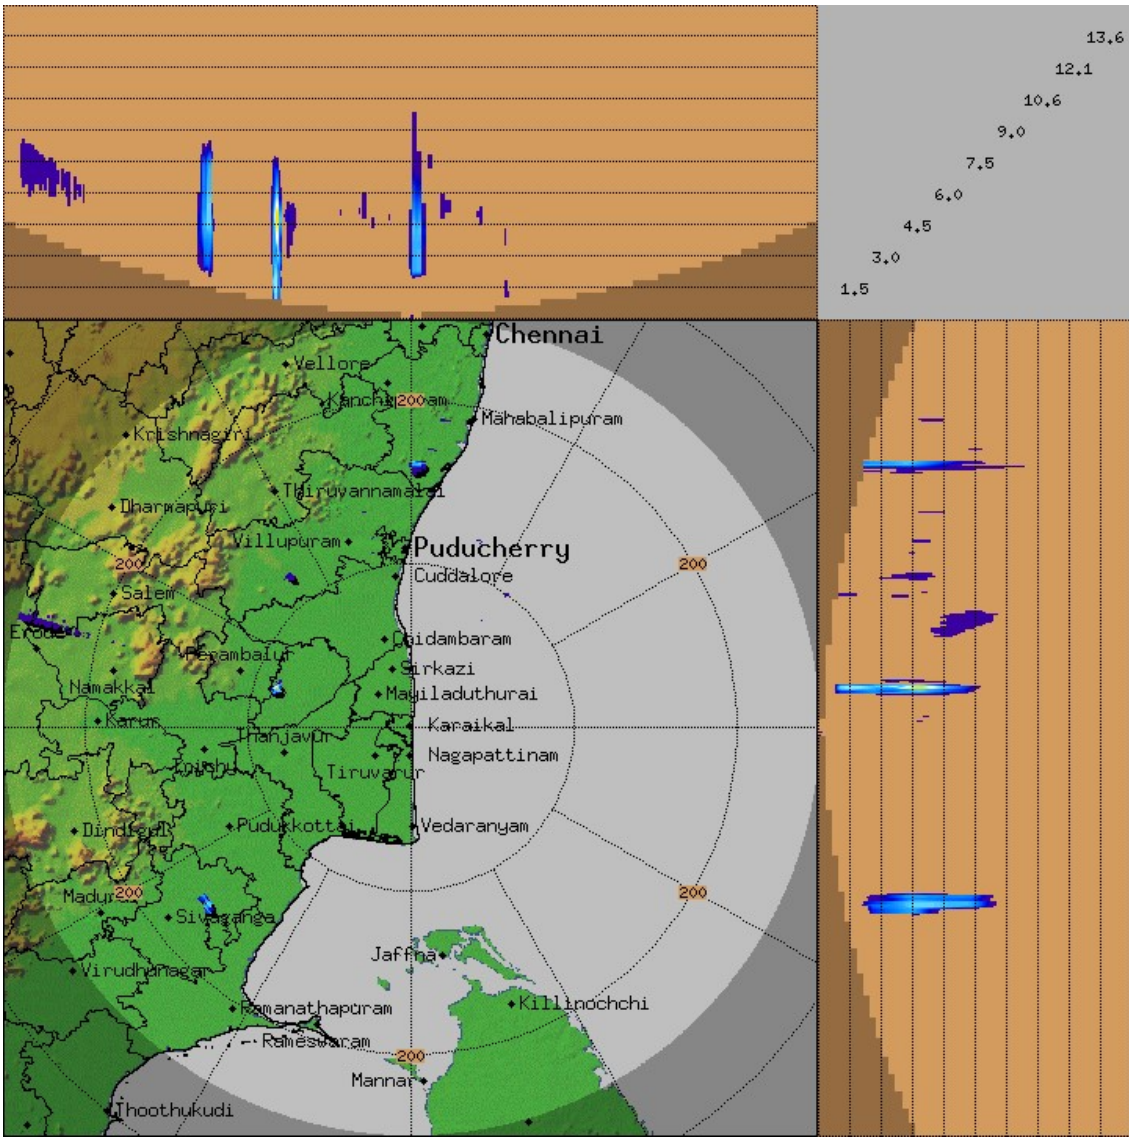 13.6
12.1
10.6
9.0
7.5
6.0
4.5
3.0
1.5
Chennai
Vellore
200
Mahabalipuram
Krishnagiri
Thiruvannamalai
Dharmapuri
Villupuram
Puducherry
200
200
Cuddalore
Salem
Erode
Chidambaram
Perambalur
Sirkazi
Namakkal
Mayiladuthurai
Karur
Karaikal
Thanjavur
Nagapattinam
Tiruvarur
Dindigul
Pudukkottai
Vedaranyam
200
200
Sivaganga
Jaffna
Virudhunagar
Killinochchi
Ramanathapuram
Rameswaram
200
Mannar
Thoothukudi